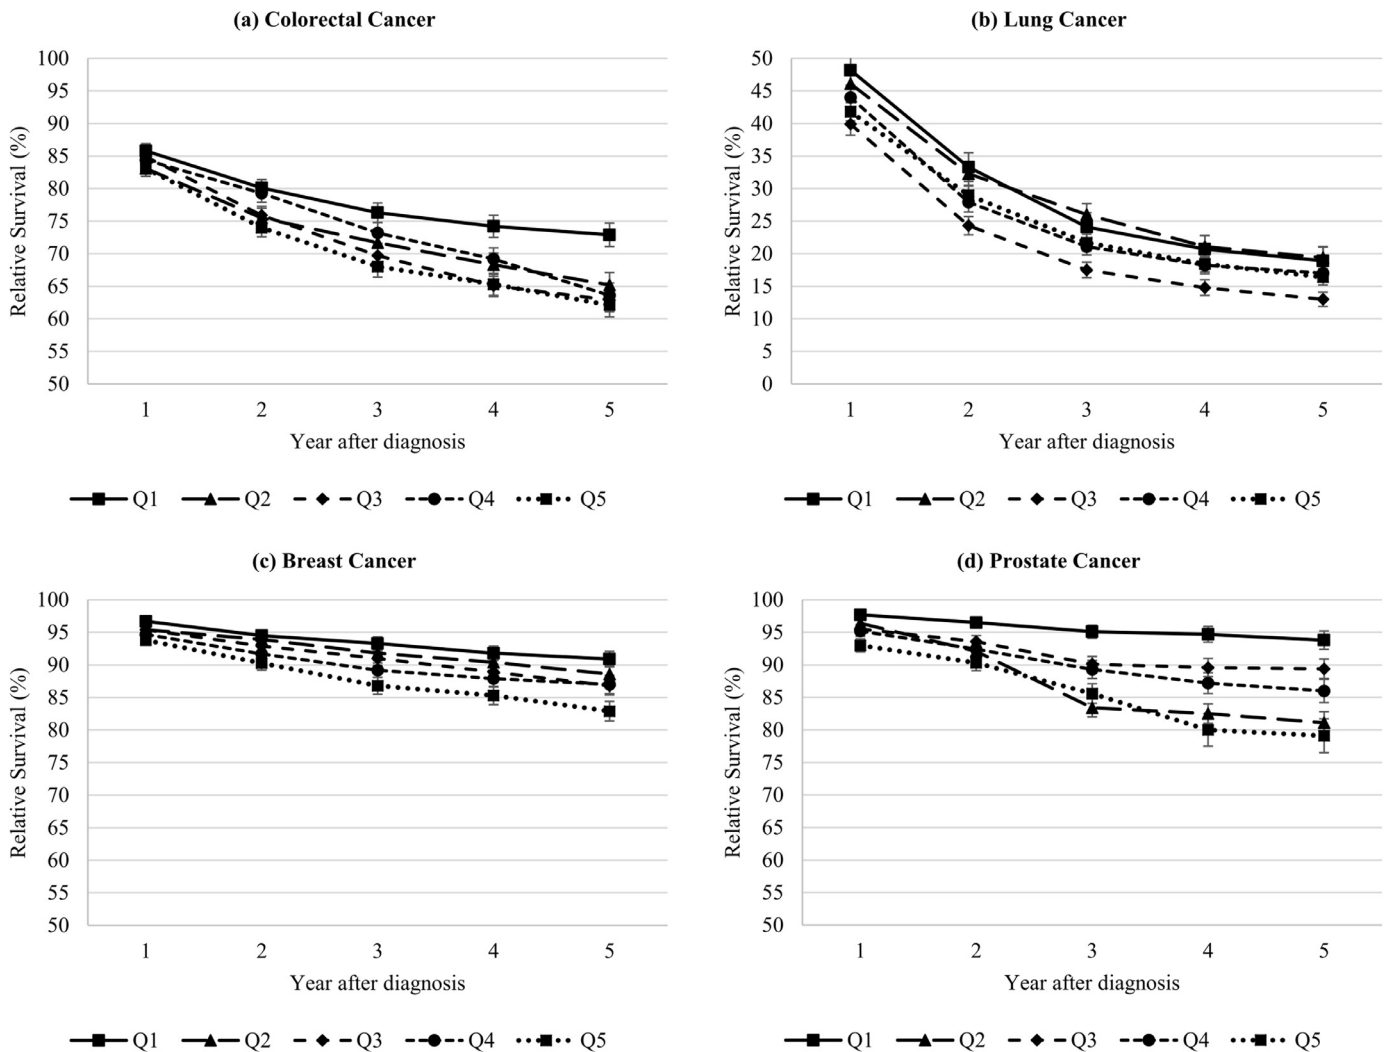 (a) Colorectal Cancer
Relative Survival (%)
100
95
90
85
80
75
70
65
60
55
50
1 2 3 4 5
Year after diagnosis
Q1 Q2 Q3 Q4 Q5
(b) Lung Cancer
Relative Survival (%)
50
45
40
35
30
25
20
15
10
5
0
1 2 3 4 5
Year after diagnosis
Q1 Q2 Q3 Q4 Q5
(c) Breast Cancer
Relative Survival (%)
100
95
90
85
80
75
70
65
60
55
50
1 2 3 4 5
Year after diagnosis
Q1 Q2 Q3 Q4 Q5
(d) Prostate Cancer
Relative Survival (%)
100
95
90
85
80
75
70
65
60
55
50
1 2 3 4 5
Year after diagnosis
Q1 Q2 Q3 Q4 Q5